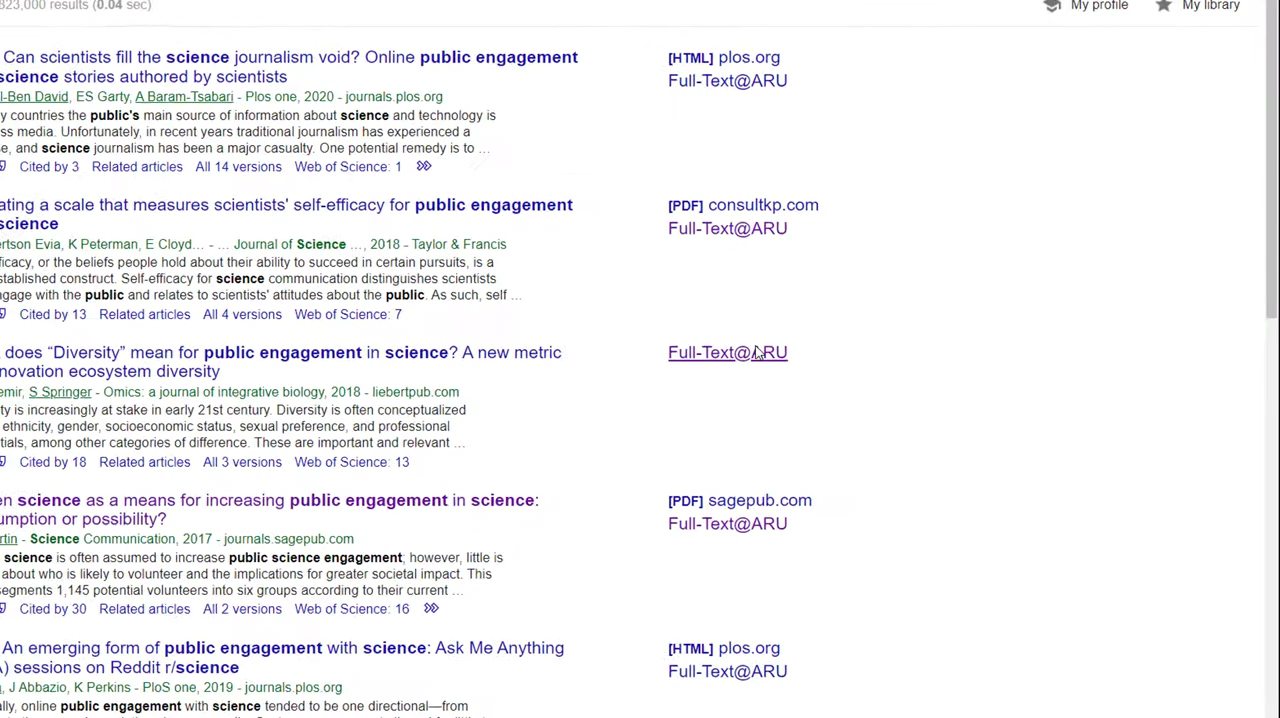 823,000 results (0.04 sec)
My profile
My library
Can scientists fill the science journalism void? Online public engagement
science stories authored by scientists
l-Ben David, ES Garty, A Baram-Tsabari - Plos one, 2020 - journals.plos.org
y countries the public's main source of information about science and technology is
ss media. Unfortunately, in recent years traditional journalism has experienced a
e, and science journalism has been a major casualty. One potential remedy is to …
Cited by 3 Related articles All 14 versions Web of Science: 1
[HTML] plos.org
Full-Text@ARU
ating a scale that measures scientists' self-efficacy for public engagement
science
ertson Evia, K Peterman, E Cloyd… - … Journal of Science …, 2018 - Taylor & Francis
ficacy, or the beliefs people hold about their ability to succeed in certain pursuits, is a
stablished construct. Self-efficacy for science communication distinguishes scientists
ngage with the public and relates to scientists' attitudes about the public. As such, self …
Cited by 13 Related articles All 4 versions Web of Science: 7
[PDF] consultkp.com
Full-Text@ARU
does “Diversity” mean for public engagement in science? A new metric
nnovation ecosystem diversity
emir, S Springer - Omics: a journal of integrative biology, 2018 - liebertpub.com
ty is increasingly at stake in early 21st century. Diversity is often conceptualized
ethnicity, gender, socioeconomic status, sexual preference, and professional
tials, among other categories of difference. These are important and relevant …
Cited by 18 Related articles All 3 versions Web of Science: 13
Full-Text@ARU
en science as a means for increasing public engagement in science:
umption or possibility?
rtin - Science Communication, 2017 - journals.sagepub.com
science is often assumed to increase public science engagement; however, little is
about who is likely to volunteer and the implications for greater societal impact. This
segments 1,145 potential volunteers into six groups according to their current …
Cited by 30 Related articles All 2 versions Web of Science: 16
[PDF] sagepub.com
Full-Text@ARU
An emerging form of public engagement with science: Ask Me Anything
A) sessions on Reddit r/science
, J Abbazio, K Perkins - PloS one, 2019 - journals.plos.org
ally, online public engagement with science tended to be one directional—from
[HTML] plos.org
Full-Text@ARU